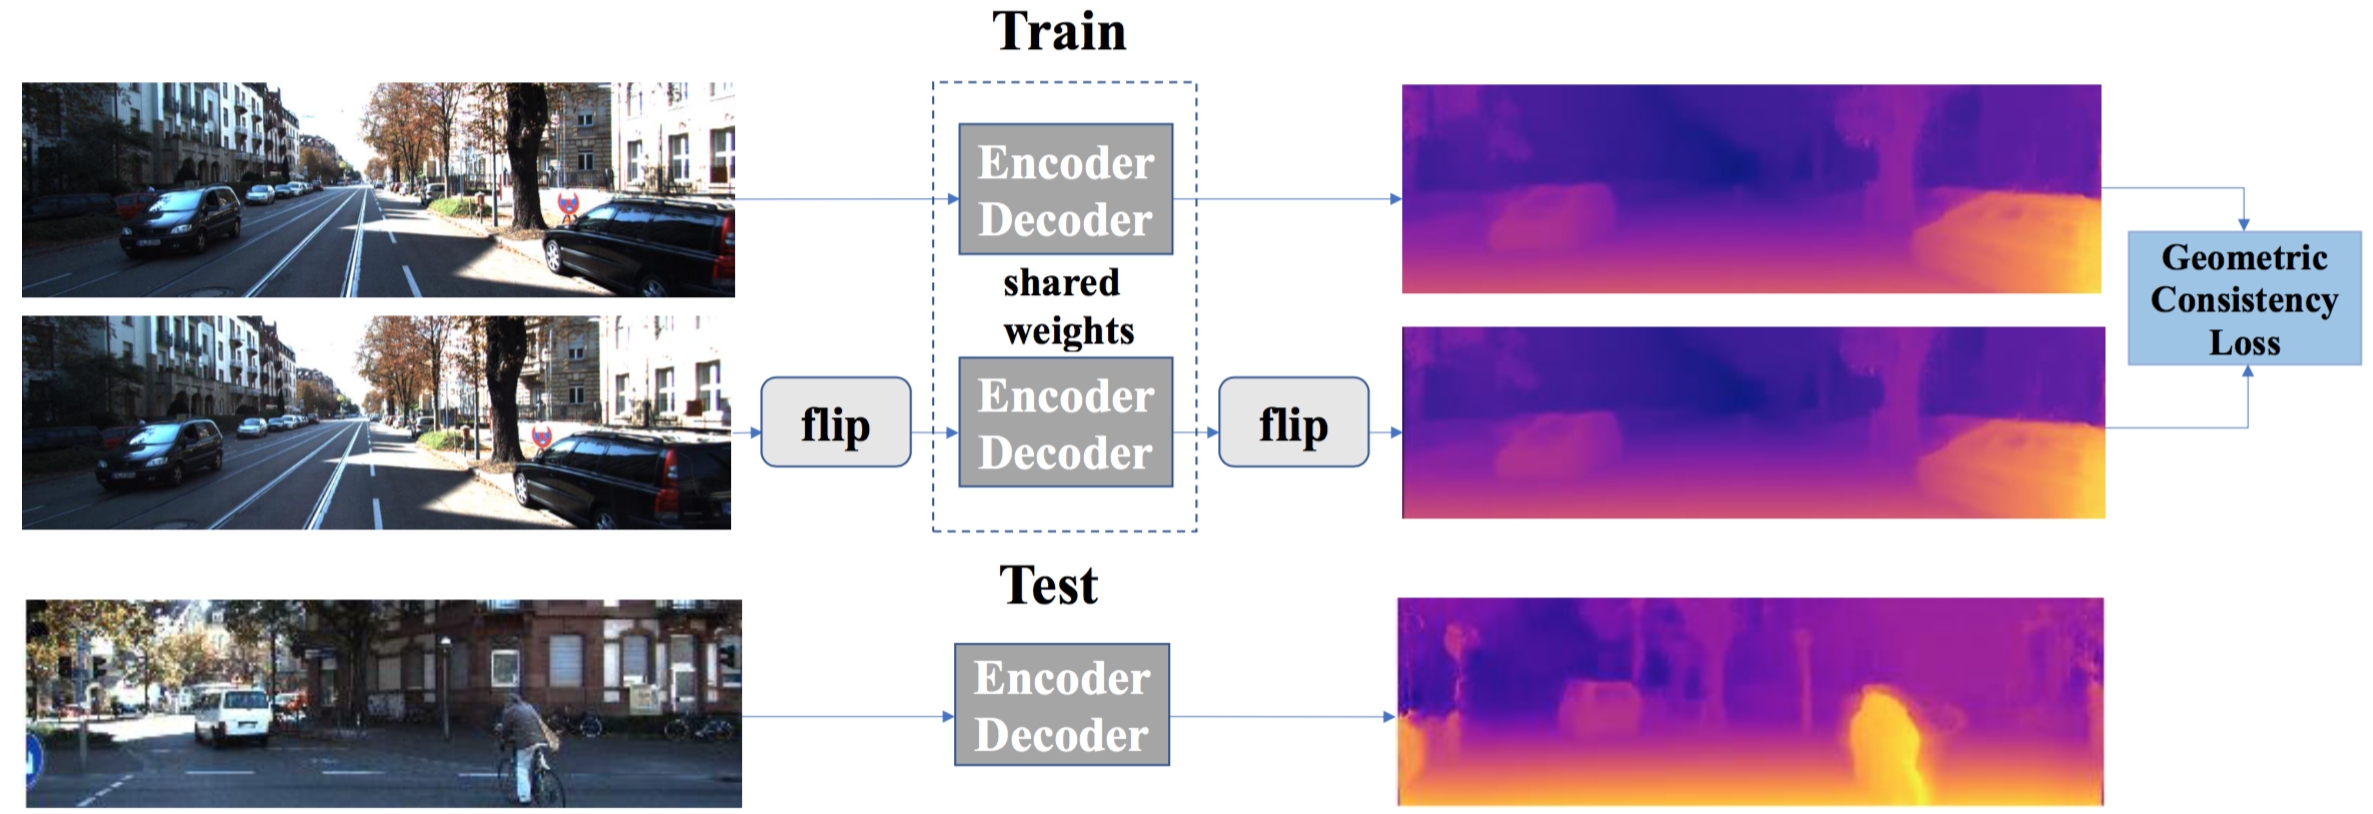 Train
Encoder
Decoder
shared
weights
flip
Encoder
Decoder
flip
Geometric
Consistency
Loss
Test
Encoder
Decoder